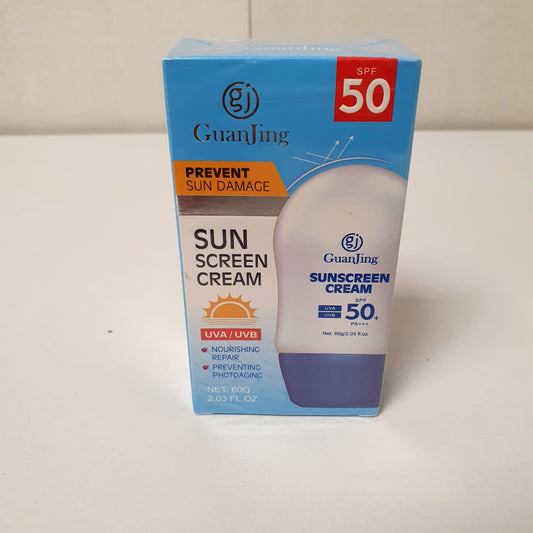 GuanJing
SPF
50
gj
GuanJing
PREVENT
SUN DAMAGE
SUN
SCREEN
CREAM
UVA / UVB
• NOURISHING
REPAIR
• PREVENTING
PHOTOAGING
NET: 60G
2.03 FL.OZ
gj
GuanJing
SUNSCREEN
CREAM
UVA
UVB
SPF
50+
PA+++
Net: 60g/2.03 fl.oz